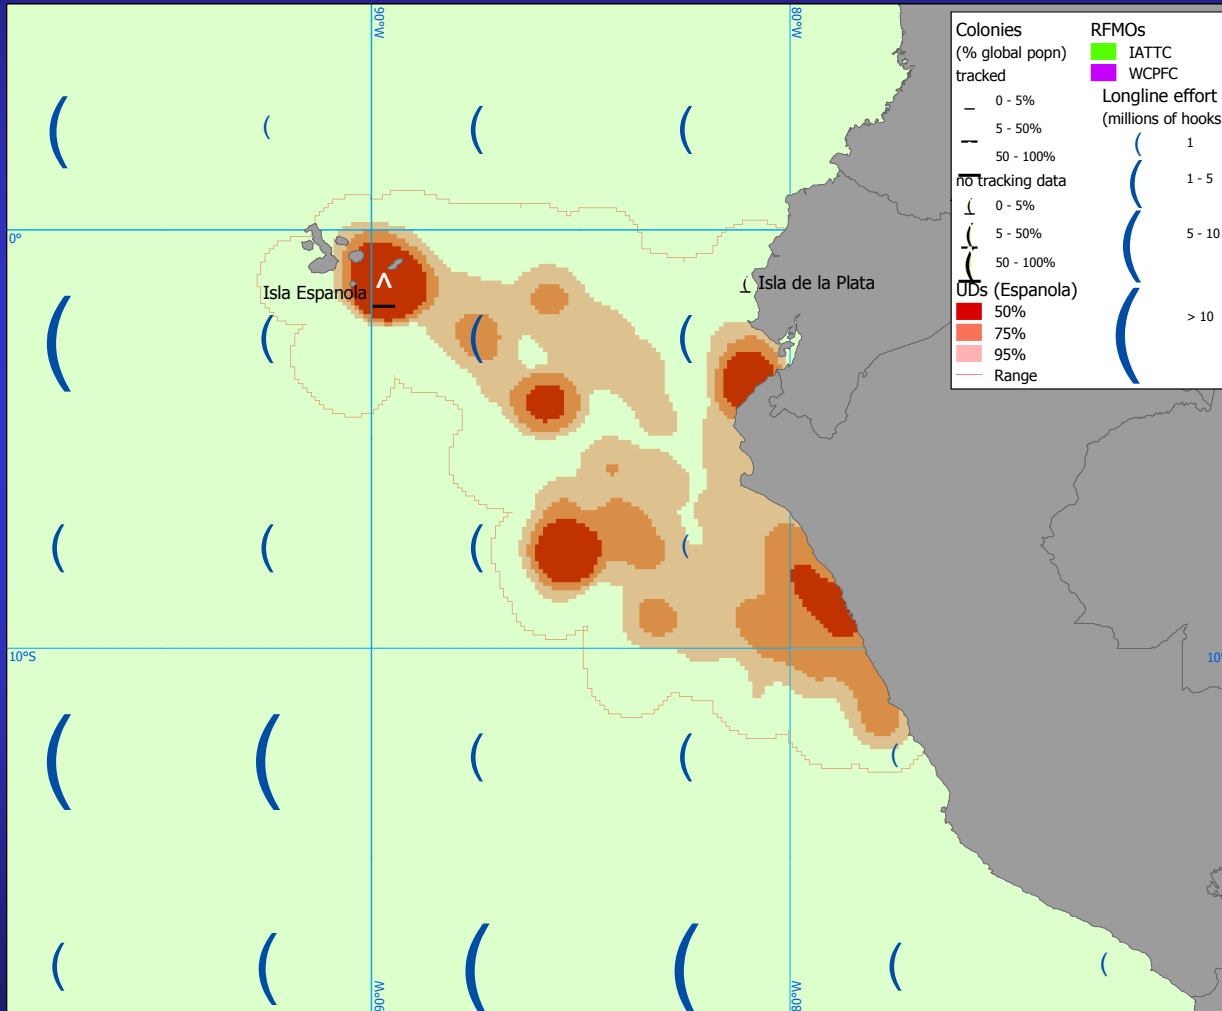 90°W
80°W
Colonies
(% global popn)
tracked
0 - 5%
5 - 50%
50 - 100%
no tracking data
0 - 5%
5 - 50%
50 - 100%
UDs (Espanola)
50%
75%
95%
Range
RFMOs
IATTC
WCPFC
Longline effort
(millions of hooks
1
1 - 5
5 - 10
> 10
0°
Isla Espanola
Isla de la Plata
10°S
10°
90°W
80°W